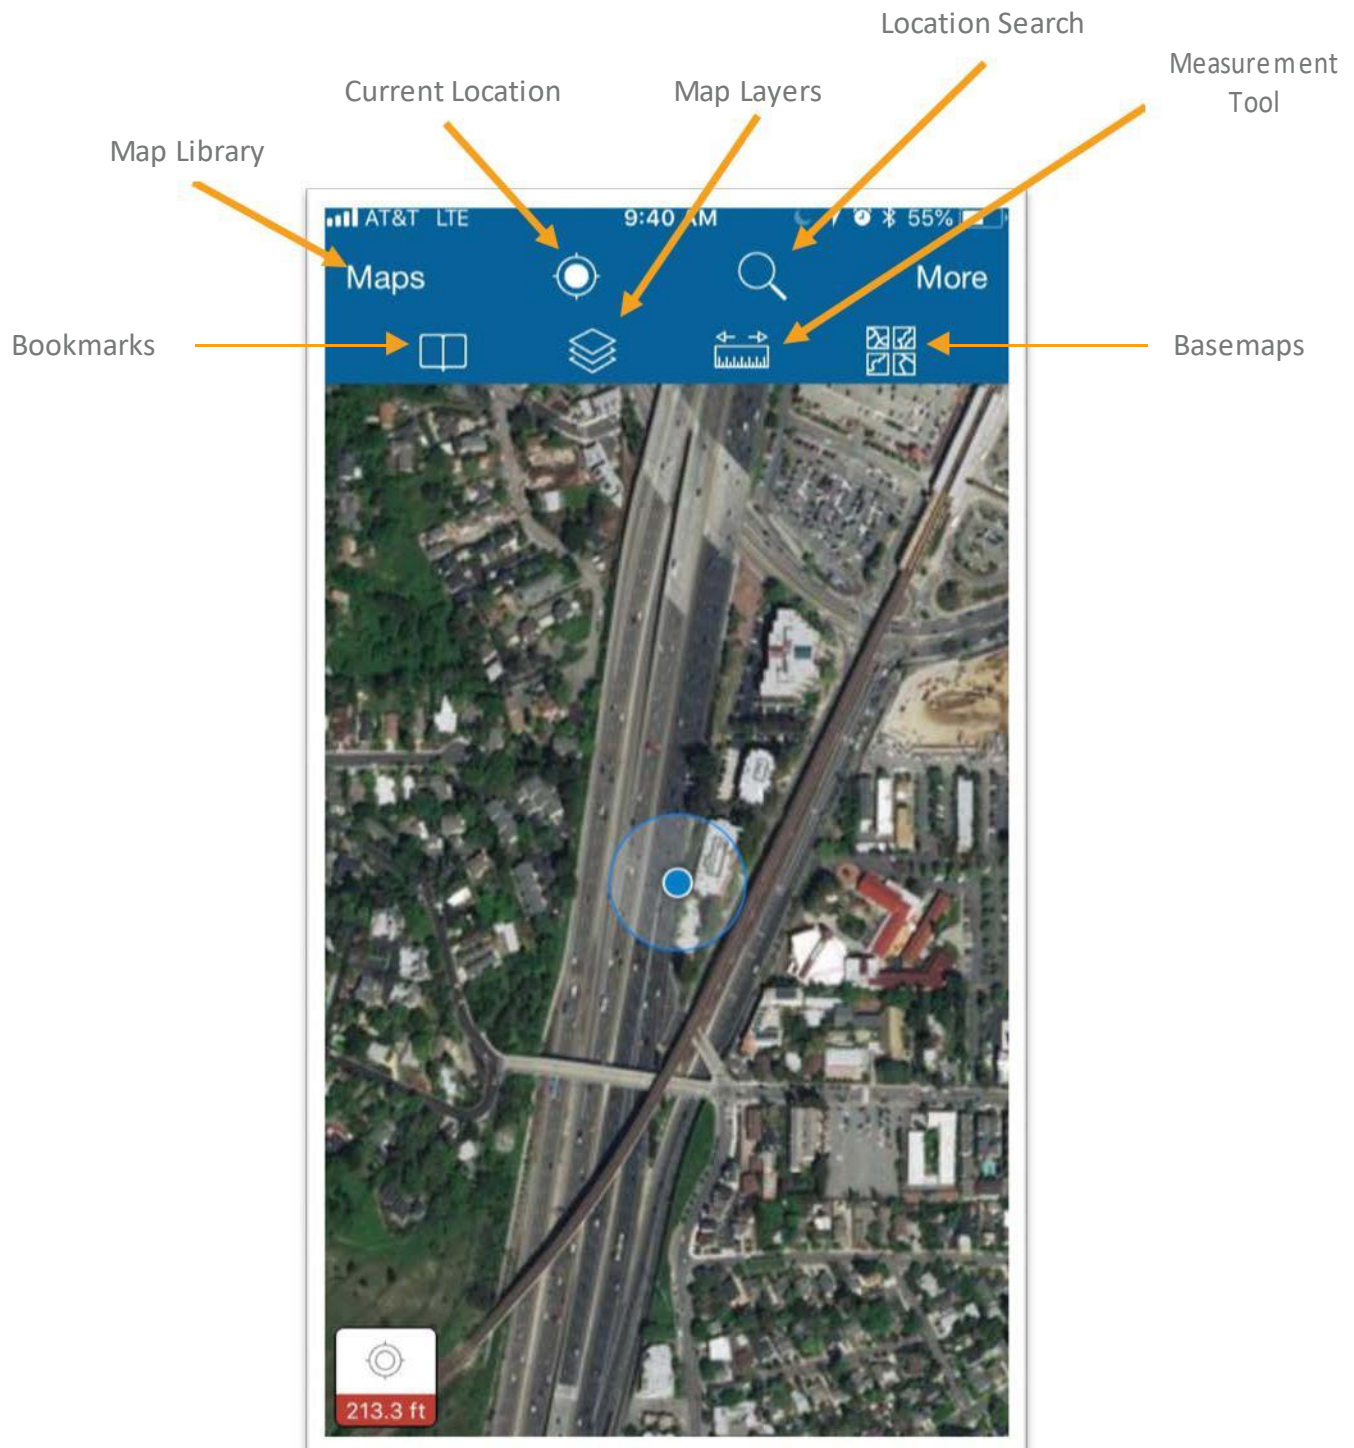 Location Search
Measurement
Tool
Current Location
Map Layers
Map Library
AT&T LTE
9:40 AM
55%
Maps
More
Bookmarks
Basemaps
213.3 ft